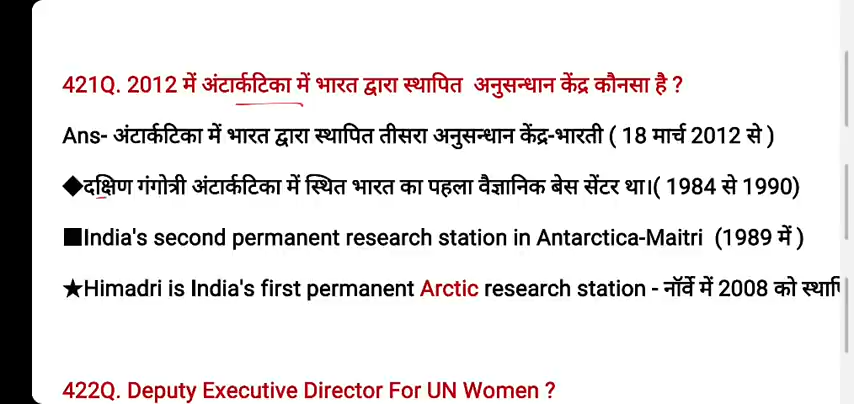 421Q. 2012 में अंटार्कटिका में भारत द्वारा स्थापित अनुसन्धान केंद्र कौनसा है ?
Ans- अंटार्कटिका में भारत द्वारा स्थापित तीसरा अनुसन्धान केंद्र-भारती ( 18 मार्च 2012 से )
◆दक्षिण गंगोत्री अंटार्कटिका में स्थित भारत का पहला वैज्ञानिक बेस सेंटर था।( 1984 से 1990)
■India's second permanent research station in Antarctica-Maitri (1989 में )
★Himadri is India's first permanent Arctic research station - नॉर्वे में 2008 को
422Q. Deputy Executive Director For UN Women ?